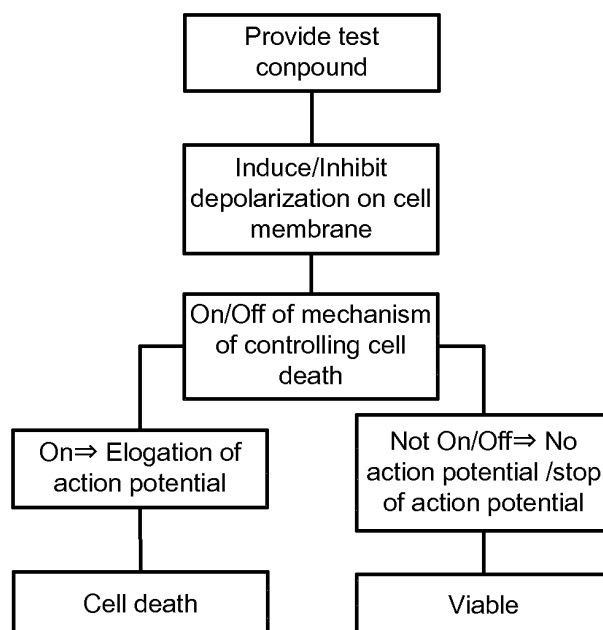 Provide test
conpound
Induce/Inhibit
depolarization on cell
membrane
On/Off of mechanism
of controlling cell
death
On⇒ Elogation of
action potential
Not On/Off⇒ No
action potential /stop
of action potential
Cell death
Viable